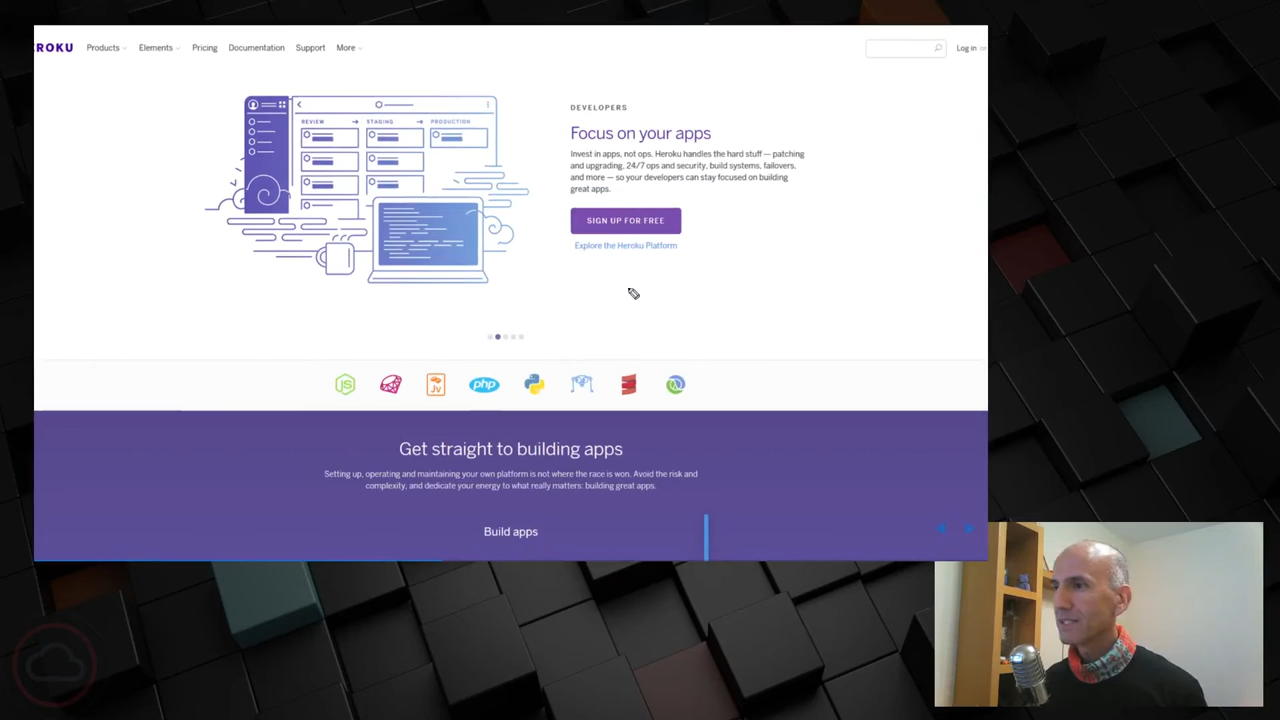 ROKU
Products
Elements
Pricing
Documentation
Support
More
Log in or
REVIEW
STAGING
PRODUCTION
DEVELOPERS
Focus on your apps
Invest in apps, not ops. Heroku handles the hard stuff — patching
and upgrading, 24/7 ops and security, build systems, failovers,
and more — so your developers can stay focused on building
great apps.
SIGN UP FOR FREE
Explore the Heroku Platform
JS
Jv
php
Get straight to building apps
Setting up, operating and maintaining your own platform is not where the race is won. Avoid the risk and
complexity, and dedicate your energy to what really matters: building great apps.
Build apps